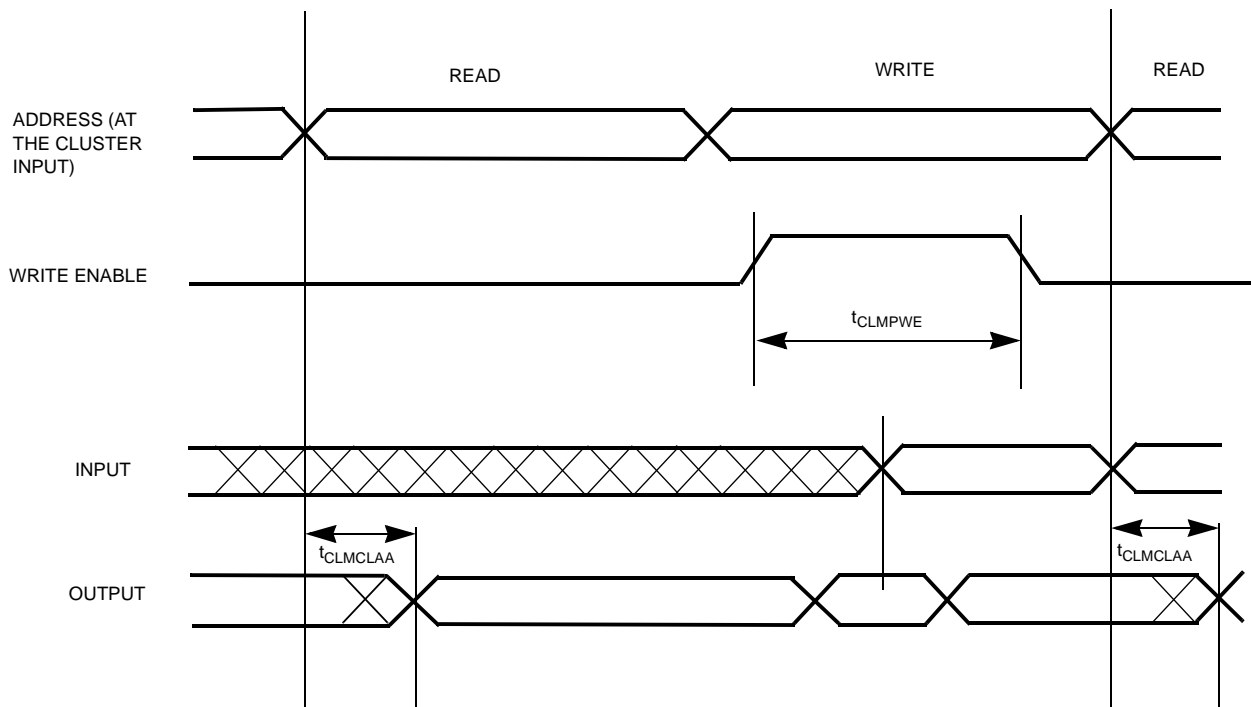 READ
WRITE
READ
ADDRESS (AT
THE CLUSTER
INPUT)
WRITE ENABLE
tCLMPWE
INPUT
tCLMCLAA
tCLMCLAA
OUTPUT